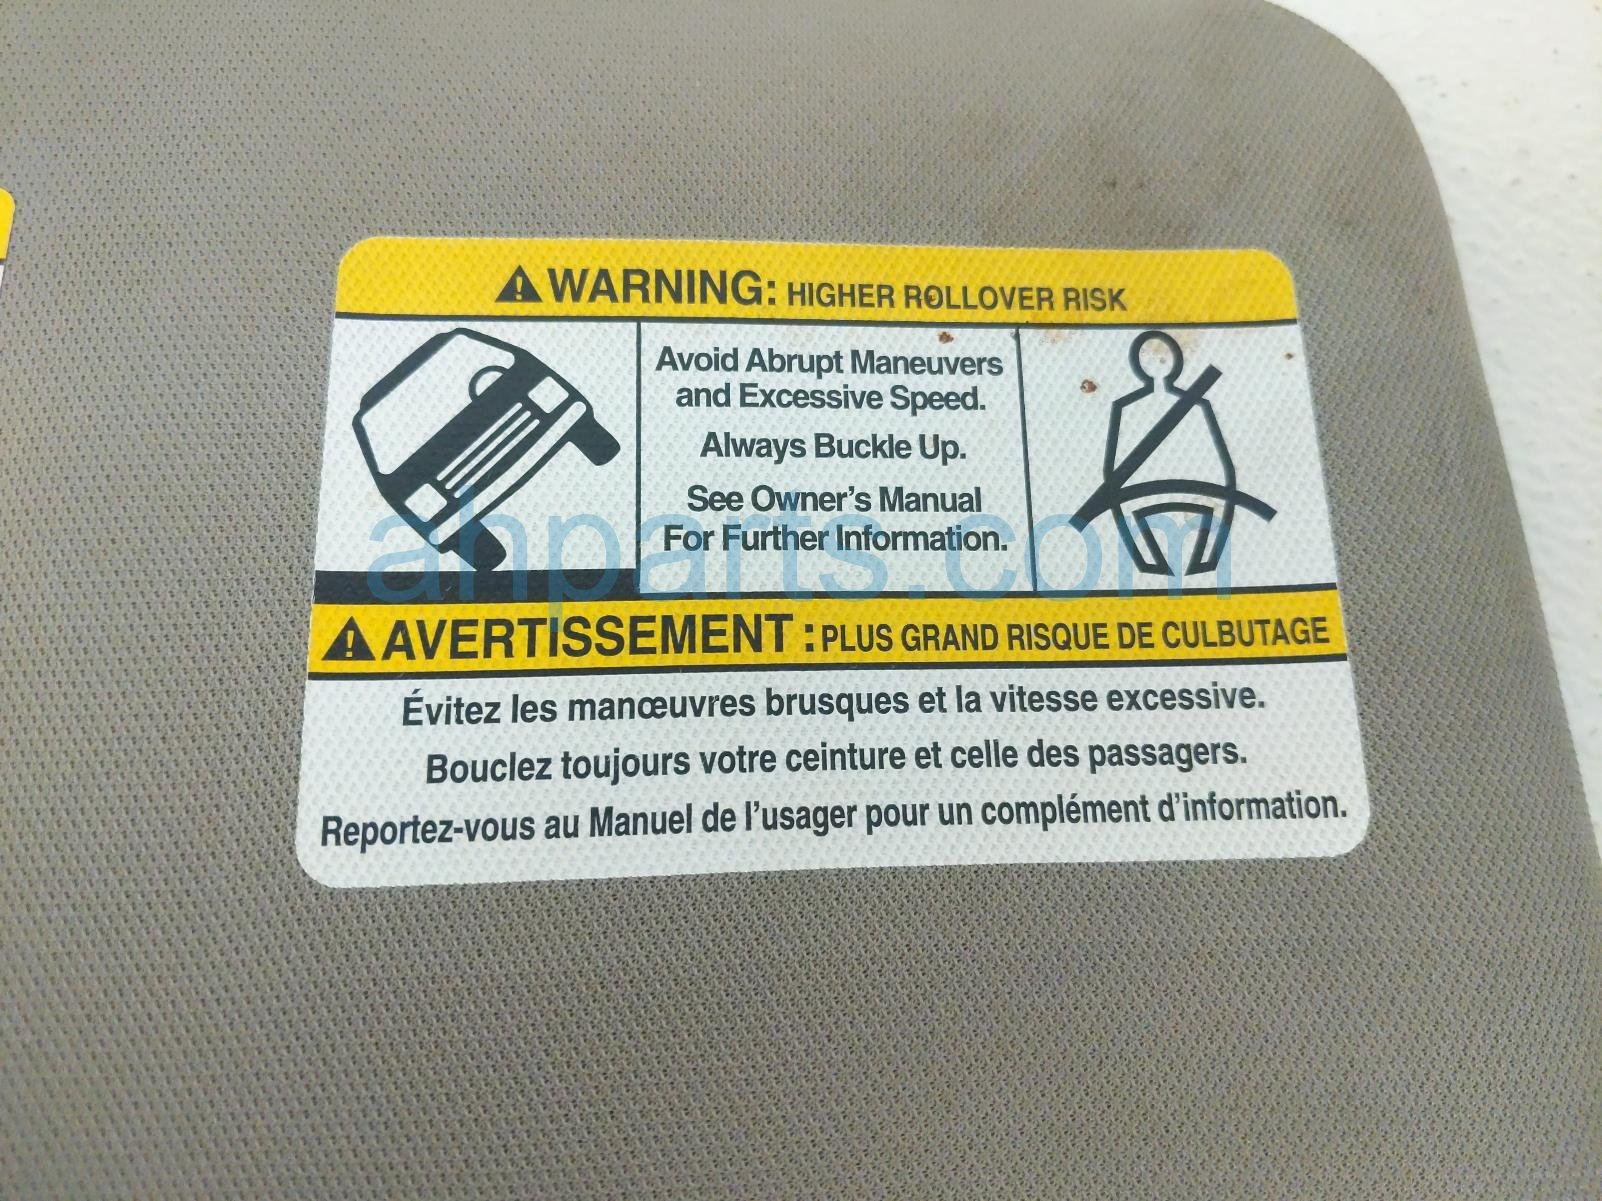 WARNING: HIGHER ROLLOVER RISK
Avoid Abrupt Maneuvers
and Excessive Speed.
Always Buckle Up.
See Owner's Manual
For Further Information.
ahparts.com
AVERTISSEMENT : PLUS GRAND RISQUE DE CULBUTAGE
Évitez les manœuvres brusques et la vitesse excessive.
Bouclez toujours votre ceinture et celle des passagers.
Reportez-vous au Manuel de l'usager pour un complément d'information.